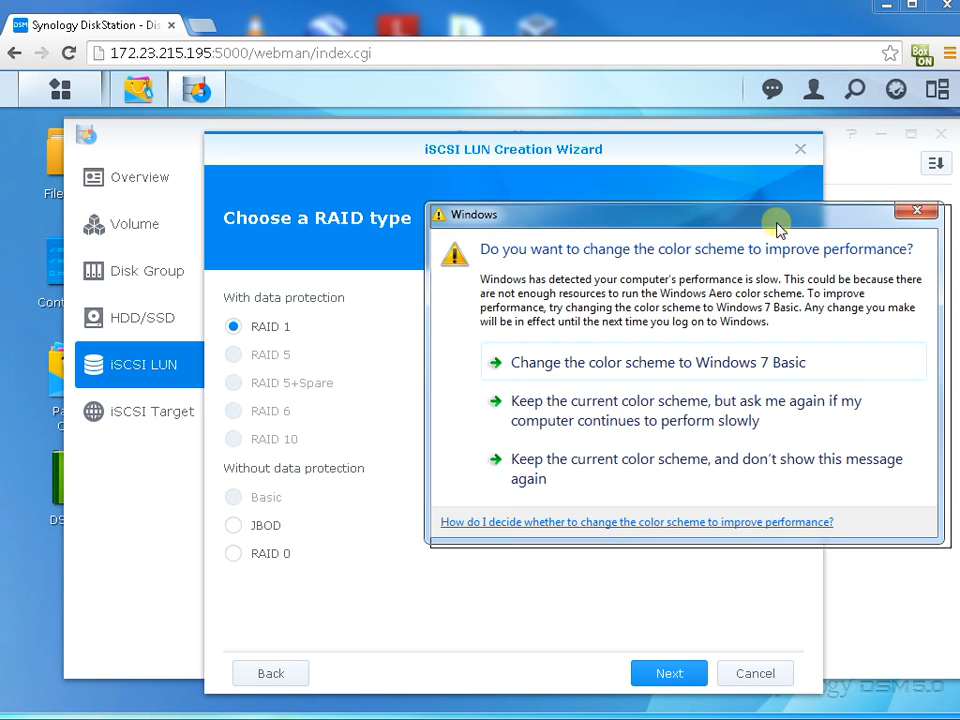 Synology DiskStation - Dis
172.23.215.195:5000/webman/index.cgi
Box
ON
File
Cont
Pa
DS
Overview
Volume
Disk Group
HDD/SSD
iSCSI LUN
iSCSI Target
iSCSI LUN Creation Wizard
Choose a RAID type
With data protection
RAID 1
RAID 5
RAID 5+Spare
RAID 6
RAID 10
Without data protection
Basic
JBOD
RAID 0
Back
Next
Cancel
Windows
Do you want to change the color scheme to improve performance?
Windows has detected your computer's performance is slow. This could be because there
are not enough resources to run the Windows Aero color scheme. To improve
performance, try changing the color scheme to Windows 7 Basic. Any change you make
will be in effect until the next time you log on to Windows.
Change the color scheme to Windows 7 Basic
Keep the current color scheme, but ask me again if my
computer continues to perform slowly
Keep the current color scheme, and don't show this message
again
How do I decide whether to change the color scheme to improve performance?
DSM5.0